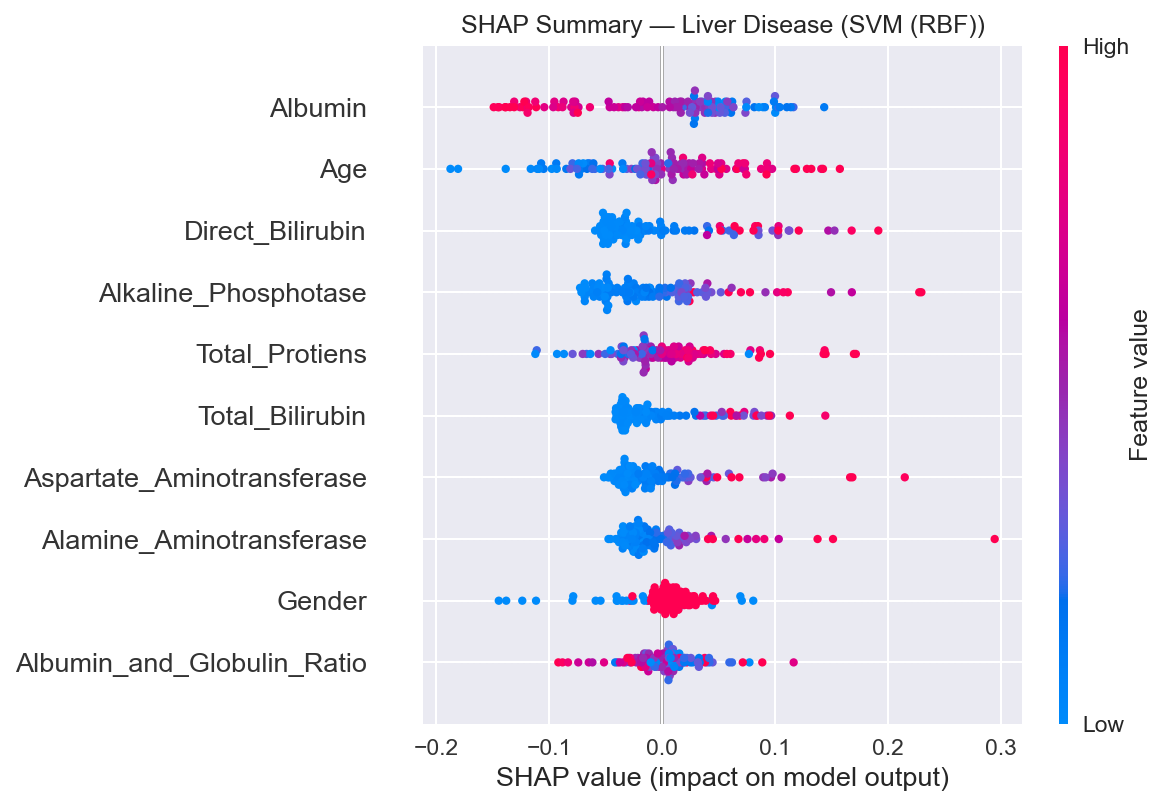 SHAP Summary — Liver Disease (SVM (RBF))
High
Albumin
Age
Direct_Bilirubin
Alkaline_Phosphotase
Total_Protiens
Total_Bilirubin
Aspartate_Aminotransferase
Alamine_Aminotransferase
Gender
Albumin_and_Globulin_Ratio
Feature value
Low
−0.2 −0.1 0.0 0.1 0.2 0.3
SHAP value (impact on model output)